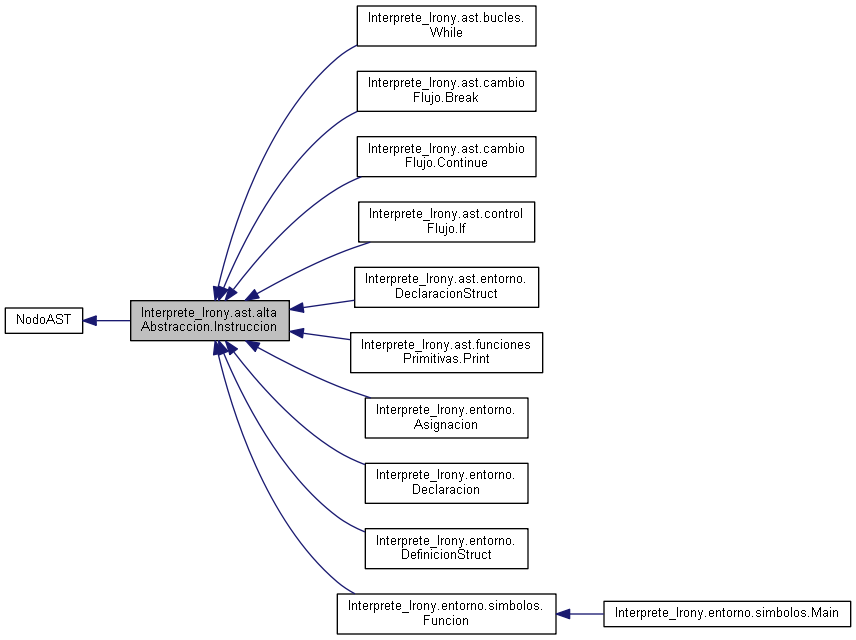 Interprete_Irony.ast.bucles.
While
Interprete_Irony.ast.cambio
Flujo.Break
Interprete_Irony.ast.cambio
Flujo.Continue
Interprete_Irony.ast.control
Flujo.If
Interprete_Irony.ast.entorno.
DeclaracionStruct
NodoAST
Interprete_Irony.ast.alta
Abstraccion.Instruccion
Interprete_Irony.ast.funciones
Primitivas.Print
Interprete_Irony.entorno.
Asignacion
Interprete_Irony.entorno.
Declaracion
Interprete_Irony.entorno.
DefinicionStruct
Interprete_Irony.entorno.simbolos.
Funcion
Interprete_Irony.entorno.simbolos.Main